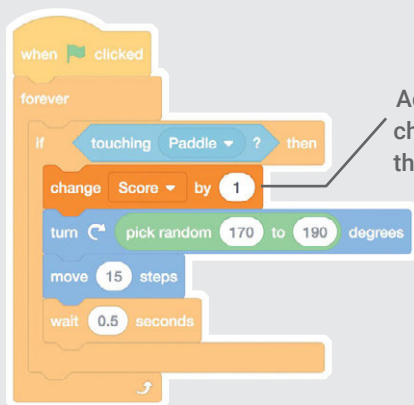 when clicked
forever
if touching Paddle ? then
change Score by 1
turn pick random 170 to 190 degrees
move 15 steps
wait 0.5 seconds